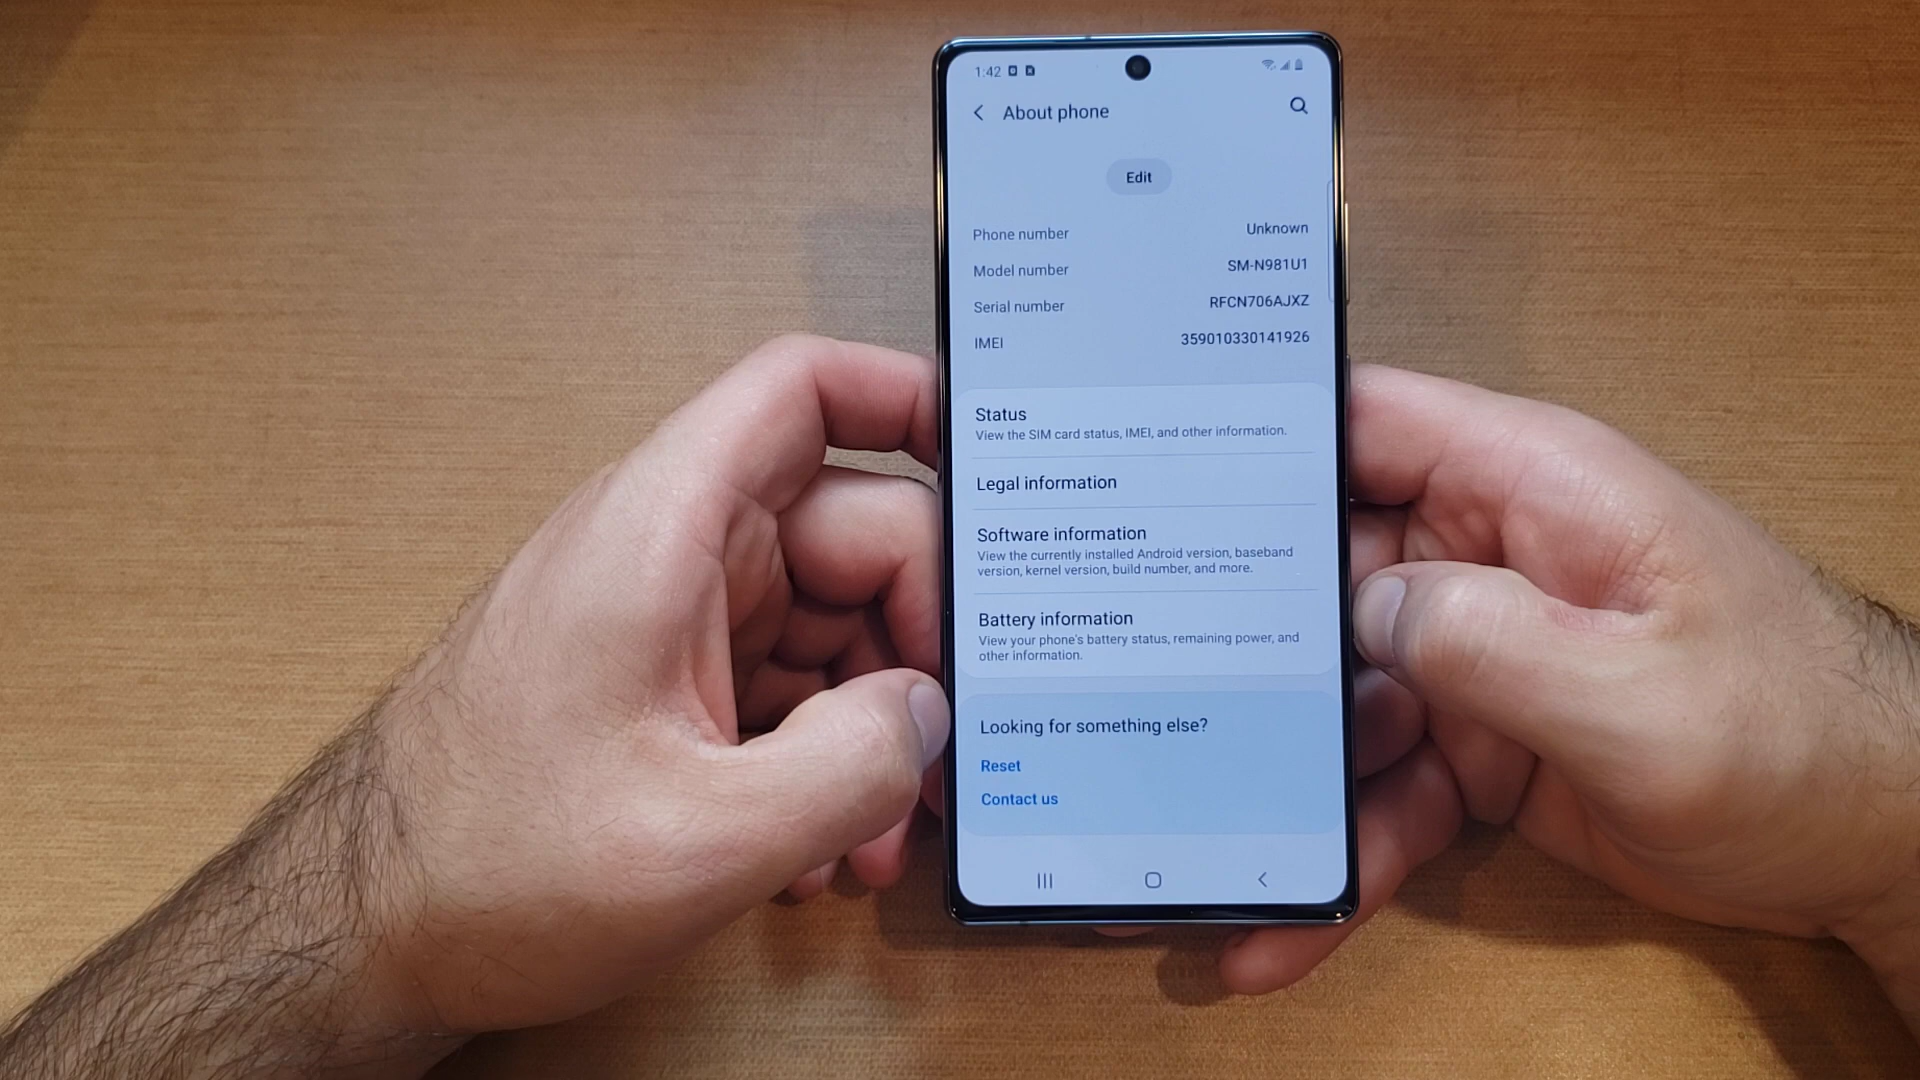 1:42
About phone
Edit
Phone number Unknown
Model number SM-N981U1
Serial number RFCN706AJXZ
IMEI 359010330141926
Status
View the SIM card status, IMEI, and other information.
Legal information
Software information
View the currently installed Android version, baseband
version, kernel version, build number, and more.
Battery information
View your phone's battery status, remaining power, and
other information.
Looking for something else?
Reset
Contact us